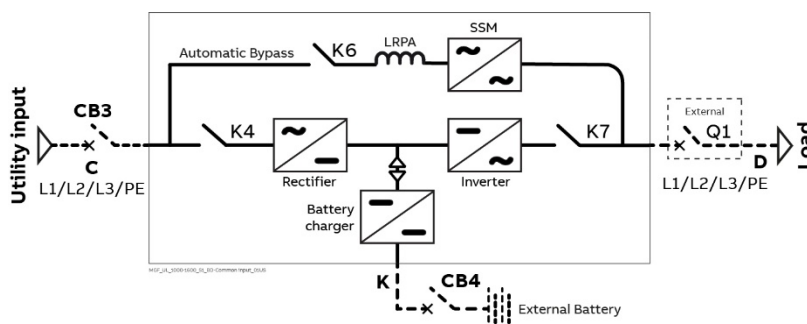 SSM
K6
LRPA
Automatic Bypass
Utility input
CB3
C
L1/L2/L3/PE
K4
Rectifier
Inverter
K7
External
Q1
D
L1/L2/L3/PE
Load
Battery
charger
K
CB4
External Battery